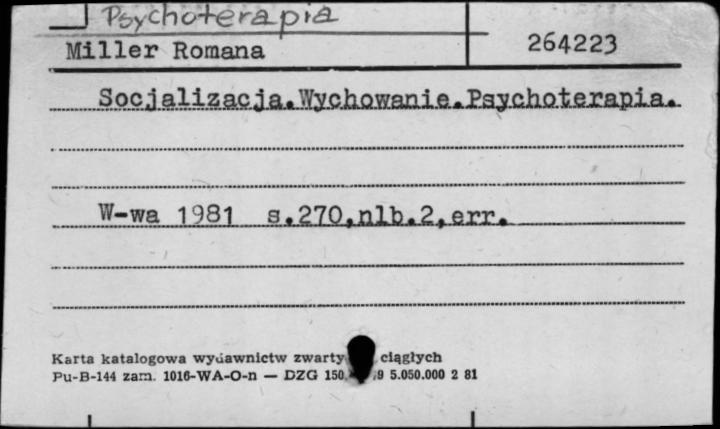 Psychoterapia
Miller Romana 264223
Socjalizacja.Wychowanie.Psychoterapia.
W-wa 1981 s.270,nlb.2,err.
Karta katalogowa wydawnictw zwarty ciągłych
Pu-B-144 zam. 1016-WA-O-n — DZG 150 9 5.050.000 2 81